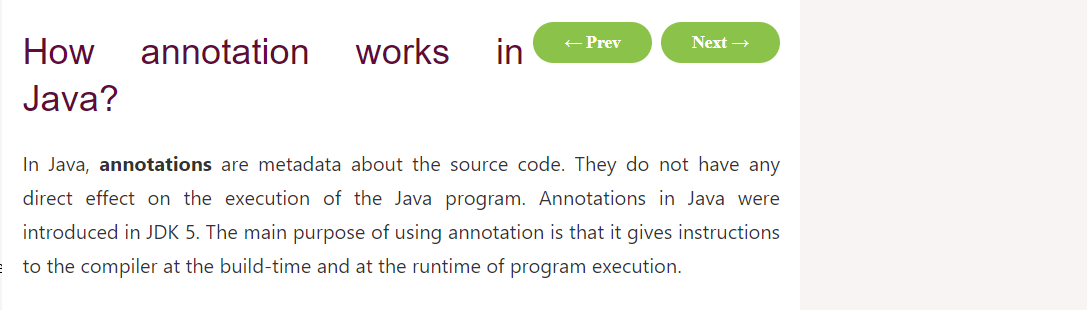 How annotation works in
Java?
← Prev
Next →
In Java, annotations are metadata about the source code. They do not have any
direct effect on the execution of the Java program. Annotations in Java were
introduced in JDK 5. The main purpose of using annotation is that it gives instructions
to the compiler at the build-time and at the runtime of program execution.